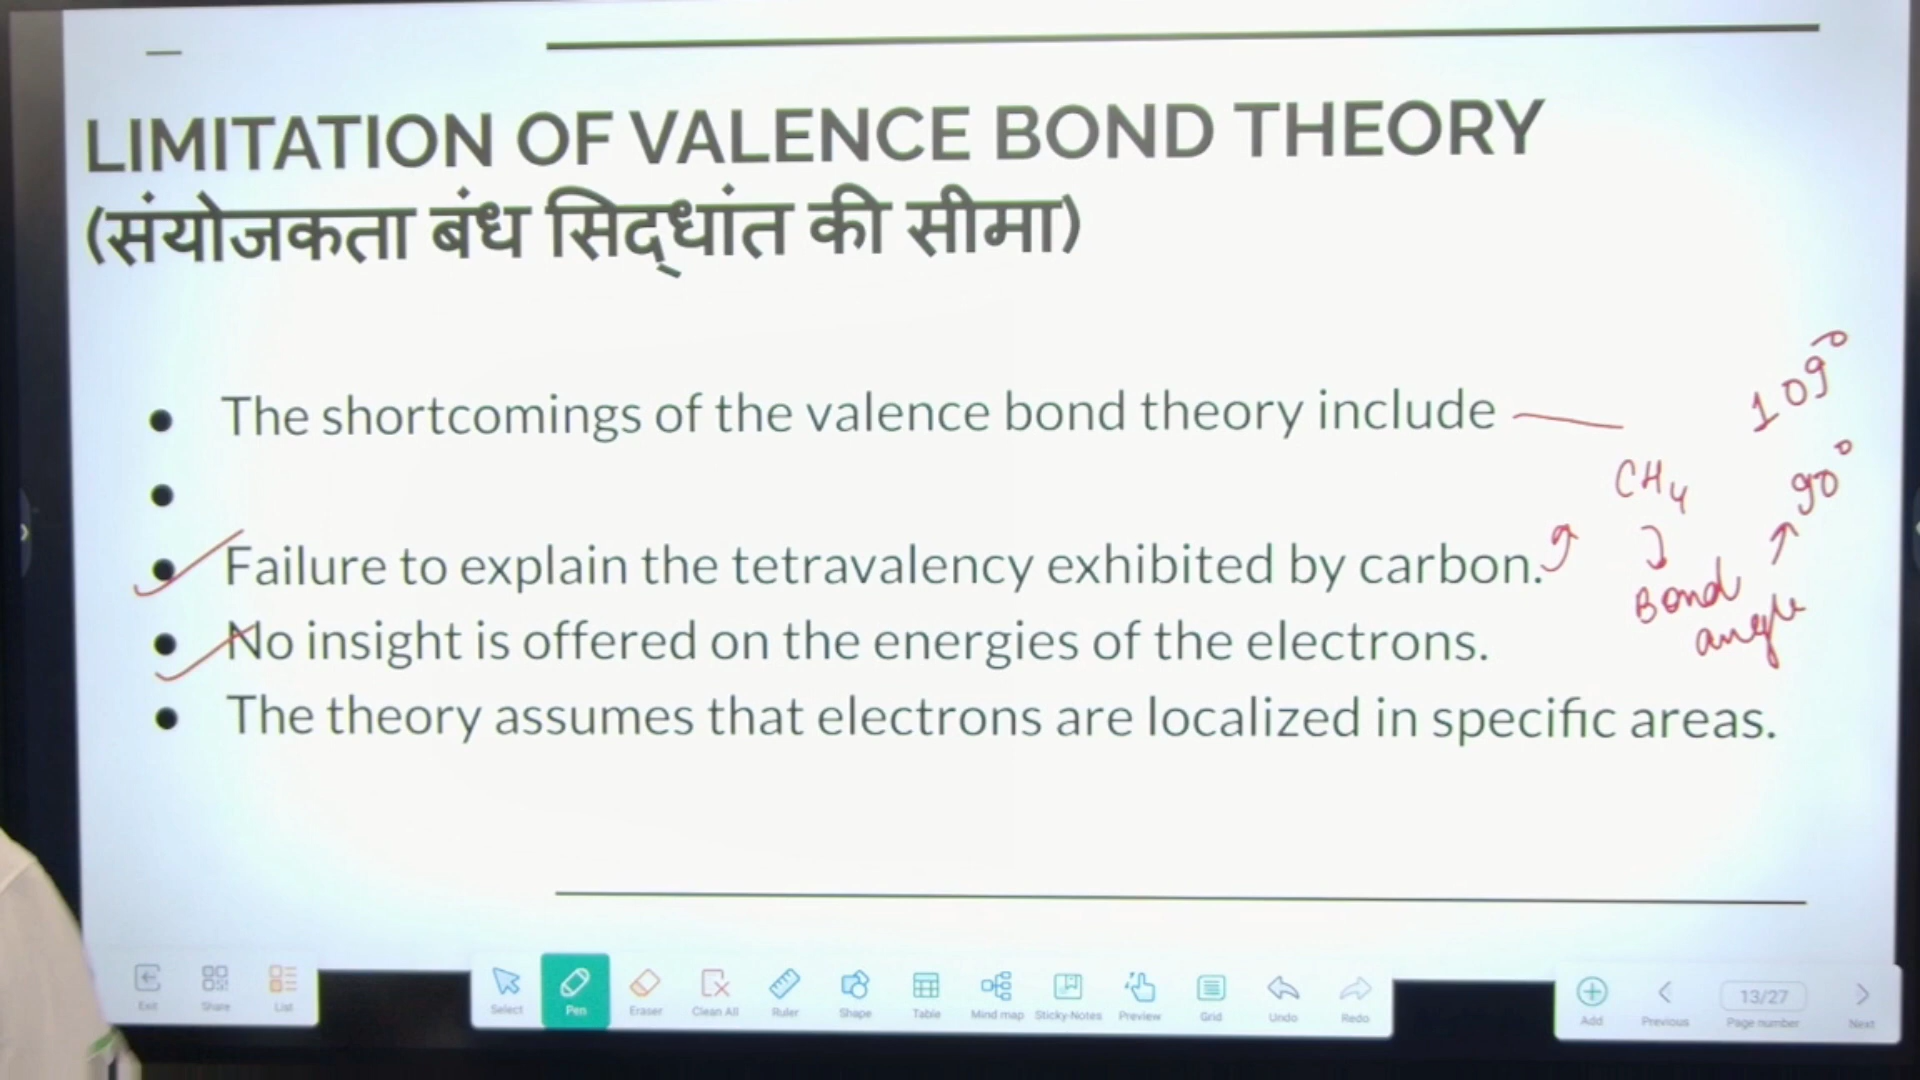 LIMITATION OF VALENCE BOND THEORY
(संयोजकता बंध सिद्धांत की सीमा)
• The shortcomings of the valence bond theory include
•
• Failure to explain the tetravalency exhibited by carbon.
• No insight is offered on the energies of the electrons.
• The theory assumes that electrons are localized in specific areas.
109°
CH4
90°
Bond
angle
Exit
Share
List
Select
Pen
Eraser
Clean All
Ruler
Shape
Table
Mind map
Sticky-Notes
Preview
Grid
Undo
Redo
Add
Previous
13/27
Page number
Next